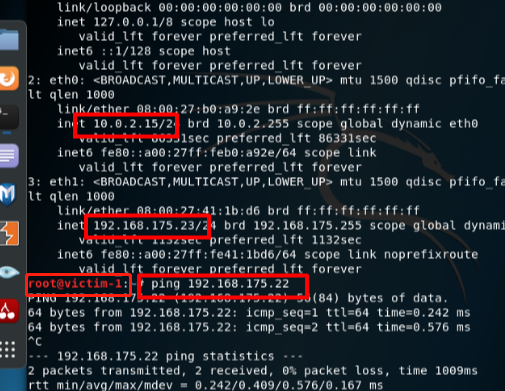 link/loopback 00:00:00:00:00:00 brd 00:00:00:00:00:00
inet 127.0.0.1/8 scope host lo
valid_lft forever preferred_lft forever
inet6 ::1/128 scope host
valid_lft forever preferred_lft forever
2: eth0: <BROADCAST,MULTICAST,UP,LOWER_UP> mtu 1500 qdisc pfifo_fa
lt qlen 1000
link/ether 08:00:27:b0:a9:2e brd ff:ff:ff:ff:ff:ff
inet 10.0.2.15/24 brd 10.0.2.255 scope global dynamic eth0
valid_lft 86331sec preferred_lft 86331sec
inet6 fe80::a00:27ff:feb0:a92e/64 scope link
valid_lft forever preferred_lft forever
3: eth1: <BROADCAST,MULTICAST,UP,LOWER_UP> mtu 1500 qdisc pfifo_fa
lt qlen 1000
link/ether 08:00:27:41:1b:d6 brd ff:ff:ff:ff:ff:ff
inet 192.168.175.23/24 brd 192.168.175.255 scope global dynam
valid_lft 1132sec preferred_lft 1132sec
inet6 fe80::a00:27ff:fe41:1bd6/64 scope link noprefixroute
valid_lft forever preferred_lft forever
root@victim-1:~# ping 192.168.175.22
PING 192.168.175.22 (192.168.175.22) 56(84) bytes of data.
64 bytes from 192.168.175.22: icmp_seq=1 ttl=64 time=0.242 ms
64 bytes from 192.168.175.22: icmp_seq=2 ttl=64 time=0.576 ms
^C
--- 192.168.175.22 ping statistics ---
2 packets transmitted, 2 received, 0% packet loss, time 1009ms
rtt min/avg/max/mdev = 0.242/0.409/0.576/0.167 ms